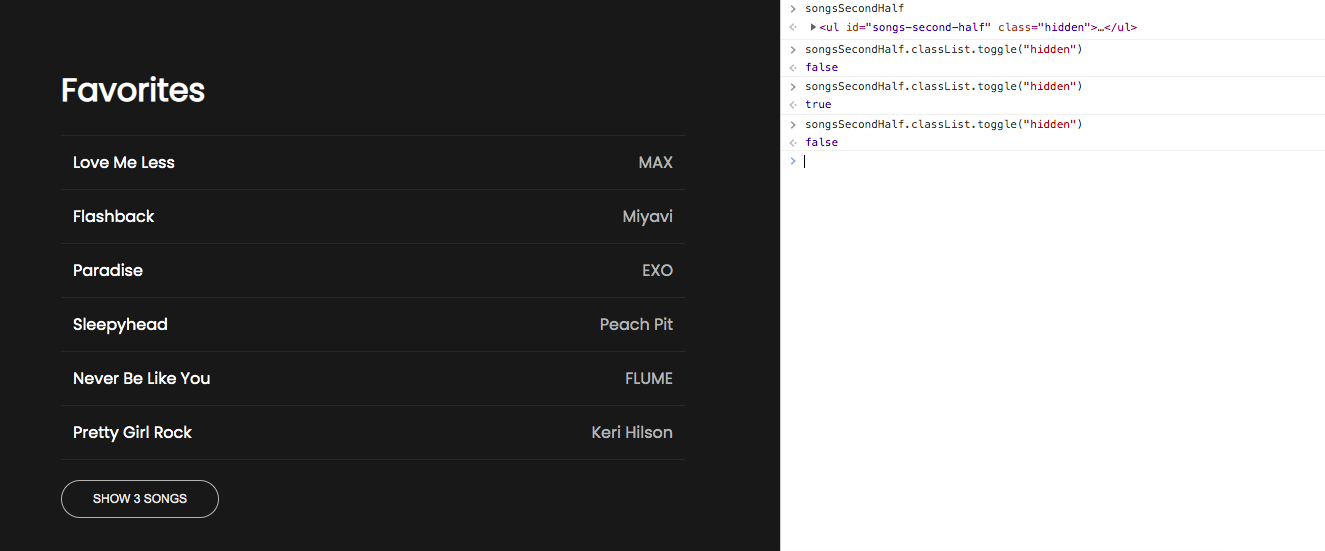 Favorites
Love Me Less MAX
Flashback Miyavi
Paradise EXO
Sleepyhead Peach Pit
Never Be Like You FLUME
Pretty Girl Rock Keri Hilson
SHOW 3 SONGS
songsSecondHalf
<ul id="songs-second-half" class="hidden">…</ul>
songsSecondHalf.classList.toggle("hidden")
false
songsSecondHalf.classList.toggle("hidden")
true
songsSecondHalf.classList.toggle("hidden")
false